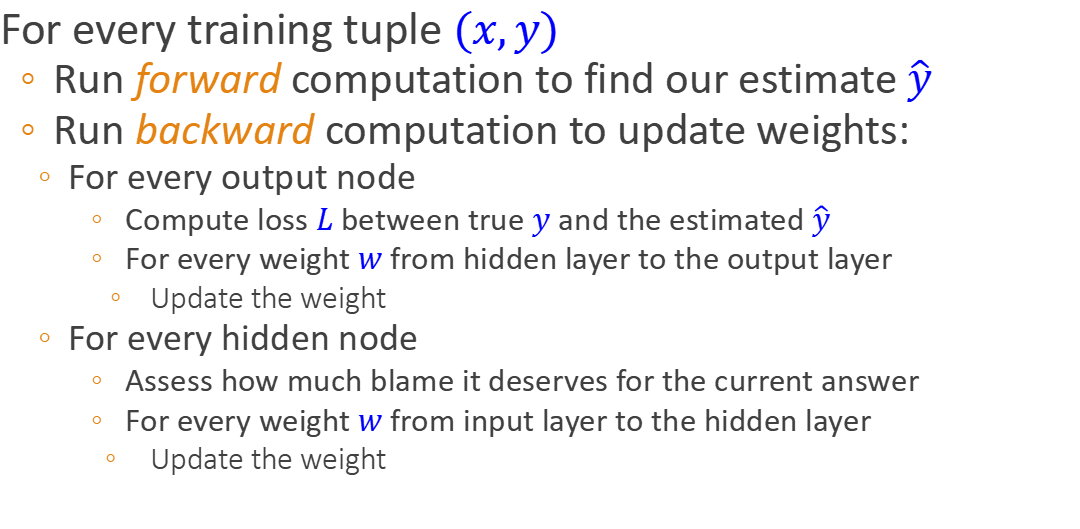 For every training tuple (x, y)
◦ Run forward computation to find our estimate ŷ
◦ Run backward computation to update weights:
◦ For every output node
◦ Compute loss L between true y and the estimated ŷ
◦ For every weight w from hidden layer to the output layer
◦ Update the weight
◦ For every hidden node
◦ Assess how much blame it deserves for the current answer
◦ For every weight w from input layer to the hidden layer
◦ Update the weight